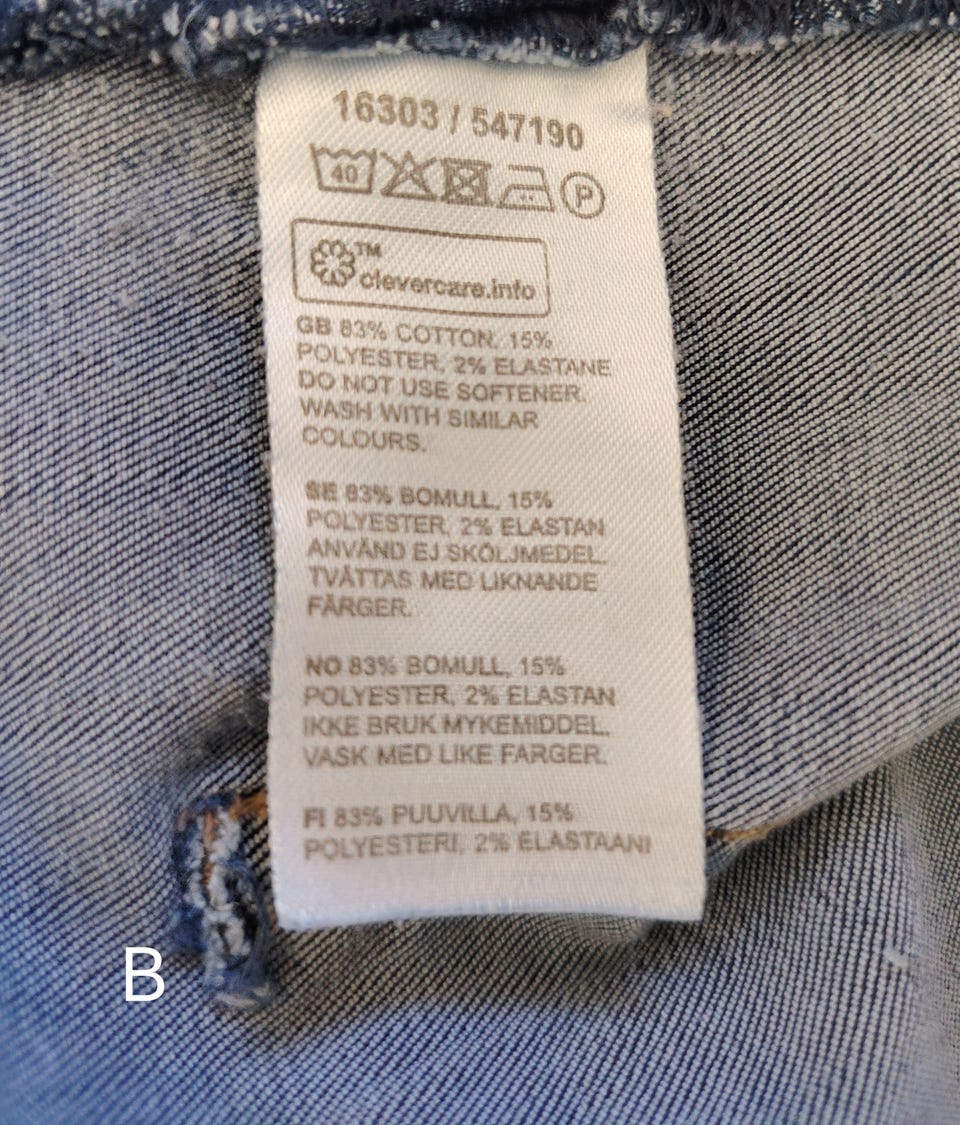 16303 / 547190
40 P
TM
clevercare.info
GB 83% COTTON, 15%
POLYESTER, 2% ELASTANE
DO NOT USE SOFTENER.
WASH WITH SIMILAR
COLOURS.
SE 83% BOMULL, 15%
POLYESTER, 2% ELASTAN
ANVÄND EJ SKÖLJMEDEL.
TVÄTTAS MED LIKNANDE
FÄRGER.
NO 83% BOMULL, 15%
POLYESTER, 2% ELASTAN
IKKE BRUK MYKEMIDDEL.
VASK MED LIKE FARGER.
FI 83% PUUVILLA, 15%
POLYESTERI, 2% ELASTAANI
B